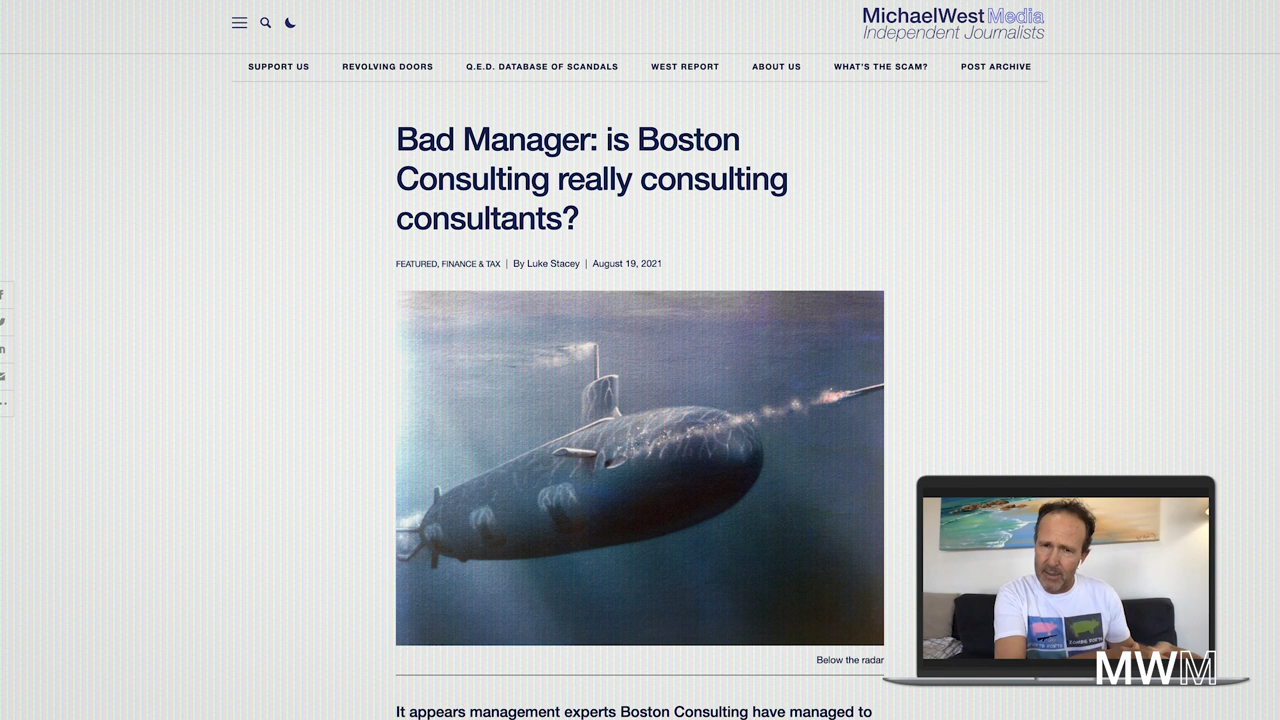 MichaelWest Media
Independent Journalists
SUPPORT US
REVOLVING DOORS
Q.E.D. DATABASE OF SCANDALS
WEST REPORT
ABOUT US
WHAT'S THE SCAM?
POST ARCHIVE
Bad Manager: is Boston
Consulting really consulting
consultants?
FEATURED, FINANCE & TAX | By Luke Stacey | August 19, 2021
Below the radar
MWM
It appears management experts Boston Consulting have managed to